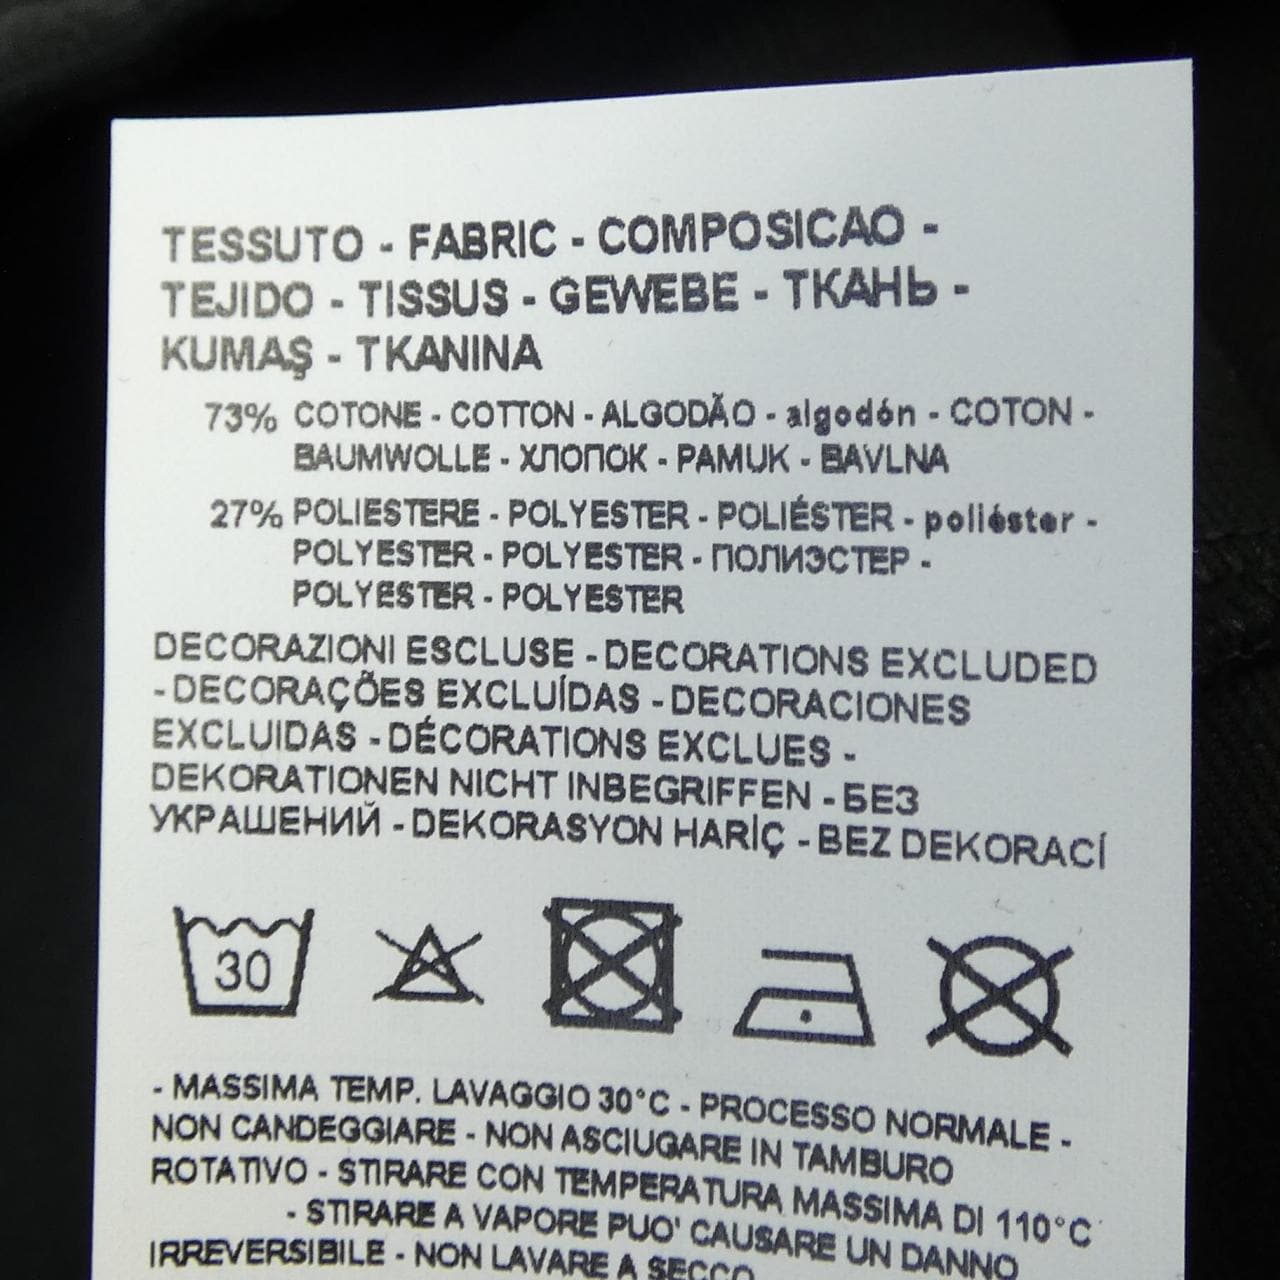 TESSUTO - FABRIC - COMPOSICAO -
TEJIDO - TISSUS - GEWEBE - ТКАНЬ -
KUMAŞ - TKANINA
73% COTONE - COTTON - ALGODÃO - algodón - COTON -
BAUMWOLLE - ХЛОПОК - PAMUK - BAVLNA
27% POLIESTERE - POLYESTER - POLIÉSTER - poliéster -
POLYESTER - POLYESTER - ПОЛИЭСТЕР -
POLYESTER - POLYESTER
DECORAZIONI ESCLUSE - DECORATIONS EXCLUDED
- DECORAÇÕES EXCLUÍDAS - DECORACIONES
EXCLUIDAS - DÉCORATIONS EXCLUES -
DEKORATIONEN NICHT INBEGRIFFEN - БЕЗ
УКРАШЕНИЙ - DEKORASYON HARİÇ - BEZ DEKORACÍ
30
- MASSIMA TEMP. LAVAGGIO 30°C - PROCESSO NORMALE -
NON CANDEGGIARE - NON ASCIUGARE IN TAMBURO
ROTATIVO - STIRARE CON TEMPERATURA MASSIMA DI 110°C
- STIRARE A VAPORE PUO' CAUSARE UN DANNO
IRREVERSIBILE - NON LAVARE A SECCO